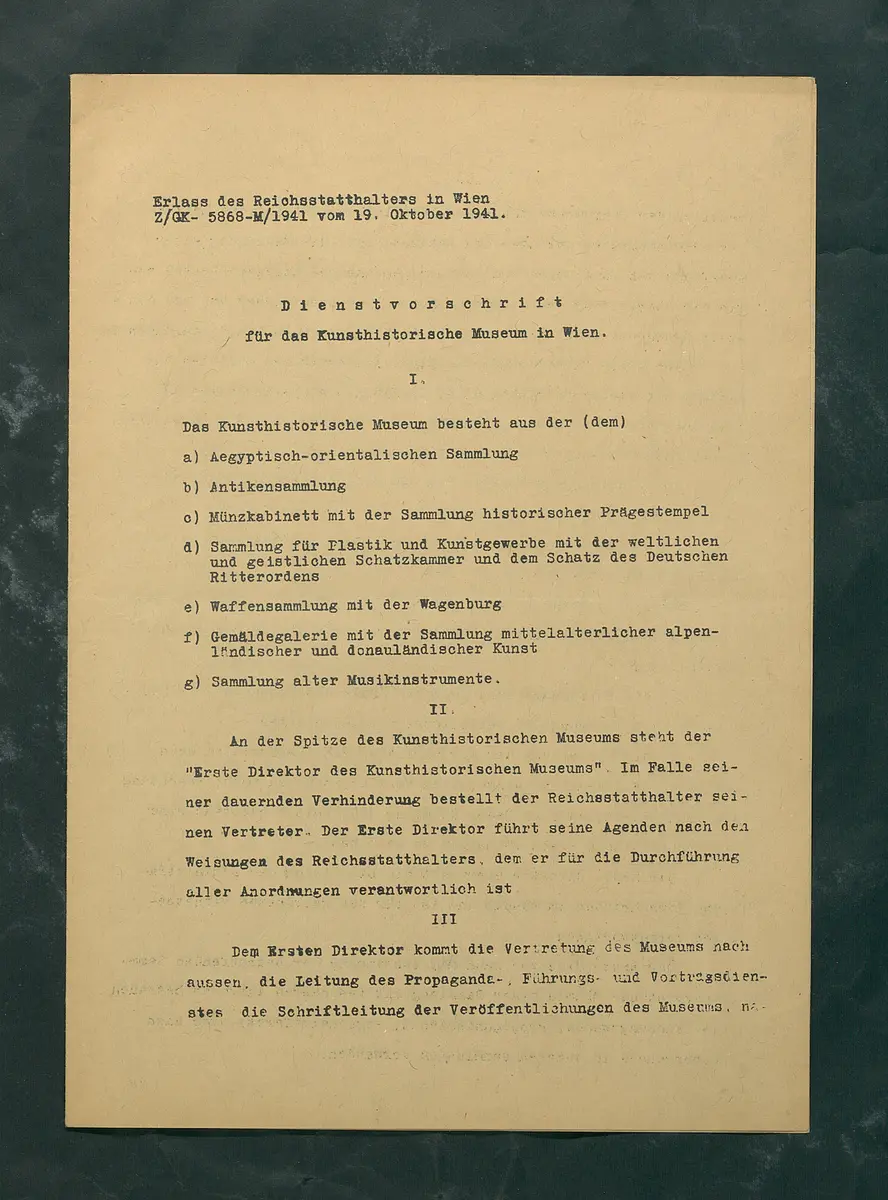 Erlass des Reichsstatthalters in Wien
Z/GK- 5868-M/1941 vom 19. Oktober 1941.
Dienstvorschrift
für das Kunsthistorische Museum in Wien.
I.
Das Kunsthistorische Museum besteht aus der (dem)
a) Aegyptisch-orientalischen Sammlung
b) Antikensammlung
c) Münzkabinett mit der Sammlung historischer Prägestempel
d) Sammlung für Plastik und Kunstgewerbe mit der weltlichen
und geistlichen Schatzkammer und dem Schatz des Deutschen
Ritterordens
e) Waffensammlung mit der Wagenburg
f) Gemäldegalerie mit der Sammlung mittelalterlicher alpen-
ländischer und donauländischer Kunst
g) Sammlung alter Musikinstrumente.
II.
An der Spitze des Kunsthistorischen Museums steht der
"Erste Direktor des Kunsthistorischen Museums". Im Falle sei-
ner dauernden Verhinderung bestellt der Reichsstatthalter sei-
nen Vertreter. Der Erste Direktor führt seine Agenden nach den
Weisungen des Reichsstatthalters, dem er für die Durchführung
aller Anordnungen verantwortlich ist
III
Dem Ersten Direktor kommt die Vertretung des Museums nach
aussen, die Leitung des Propaganda-, Führungs- und Vortragsdien-
stes die Schriftleitung der Veröffentlichungen des Museums, na-